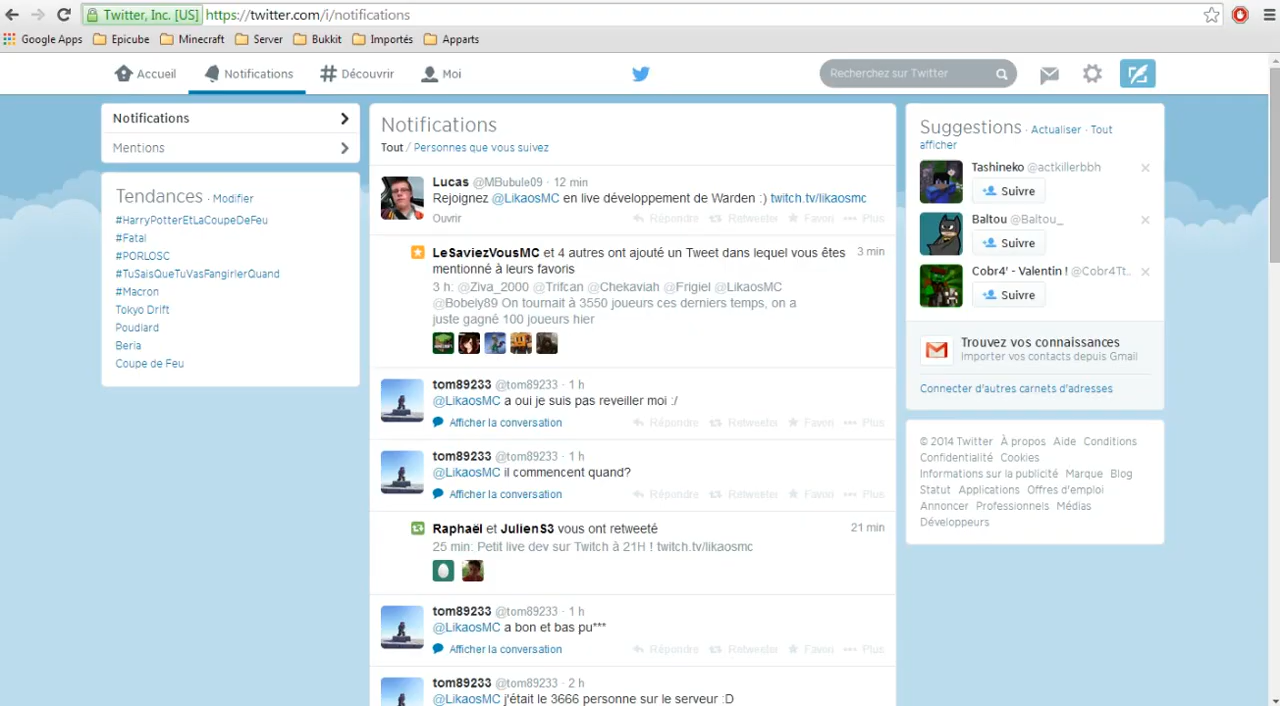 Twitter, Inc. [US] https://twitter.com/i/notifications
Google Apps Epicube Minecraft Server Bukkit Importés Apparts
Accueil Notifications Découvrir Moi Recherchez sur Twitter
Notifications
Mentions
Tendances · Modifier
#HarryPotterEtLaCoupeDeFeu
#Fatal
#PORLOSC
#TuSaisQueTuVasFangirlerQuand
#Macron
Tokyo Drift
Poudlard
Beria
Coupe de Feu
Notifications
Tout / Personnes que vous suivez
Lucas @MBubule09 · 12 min
Rejoignez @LikaosMC en live développement de Warden :) twitch.tv/likaosmc
Ouvrir Répondre Retweeter Favori Plus
LeSaviezVousMC et 4 autres ont ajouté un Tweet dans lequel vous êtes 3 min
mentionné à leurs favoris
3 h: @Ziva_2000 @Trifcan @Chekaviah @Frigiel @LikaosMC
@Bobely89 On tournait à 3550 joueurs ces derniers temps, on a
juste gagné 100 joueurs hier
tom89233 @tom89233 · 1 h
@LikaosMC a oui je suis pas reveiller moi :/
Afficher la conversation Répondre Retweeter Favori Plus
tom89233 @tom89233 · 1 h
@LikaosMC il commencent quand?
Afficher la conversation Répondre Retweeter Favori Plus
Raphaël et JulienS3 vous ont retweeté 21 min
25 min: Petit live dev sur Twitch à 21H ! twitch.tv/likaosmc
tom89233 @tom89233 · 1 h
@LikaosMC a bon et bas pu***
Afficher la conversation Répondre Retweeter Favori Plus
tom89233 @tom89233 · 2 h
@LikaosMC j'était le 3666 personne sur le serveur :D
Suggestions · Actualiser · Tout
afficher
Tashineko @actkillerbbh
Suivre
Baltou @Baltou_
Suivre
Cobr4' - Valentin ! @Cobr4Tt..
Suivre
Trouvez vos connaissances
Importer vos contacts depuis Gmail
Connecter d'autres carnets d'adresses
© 2014 Twitter À propos Aide Conditions
Confidentialité Cookies
Informations sur la publicité Marque Blog
Statut Applications Offres d'emploi
Annoncer Professionnels Médias
Développeurs